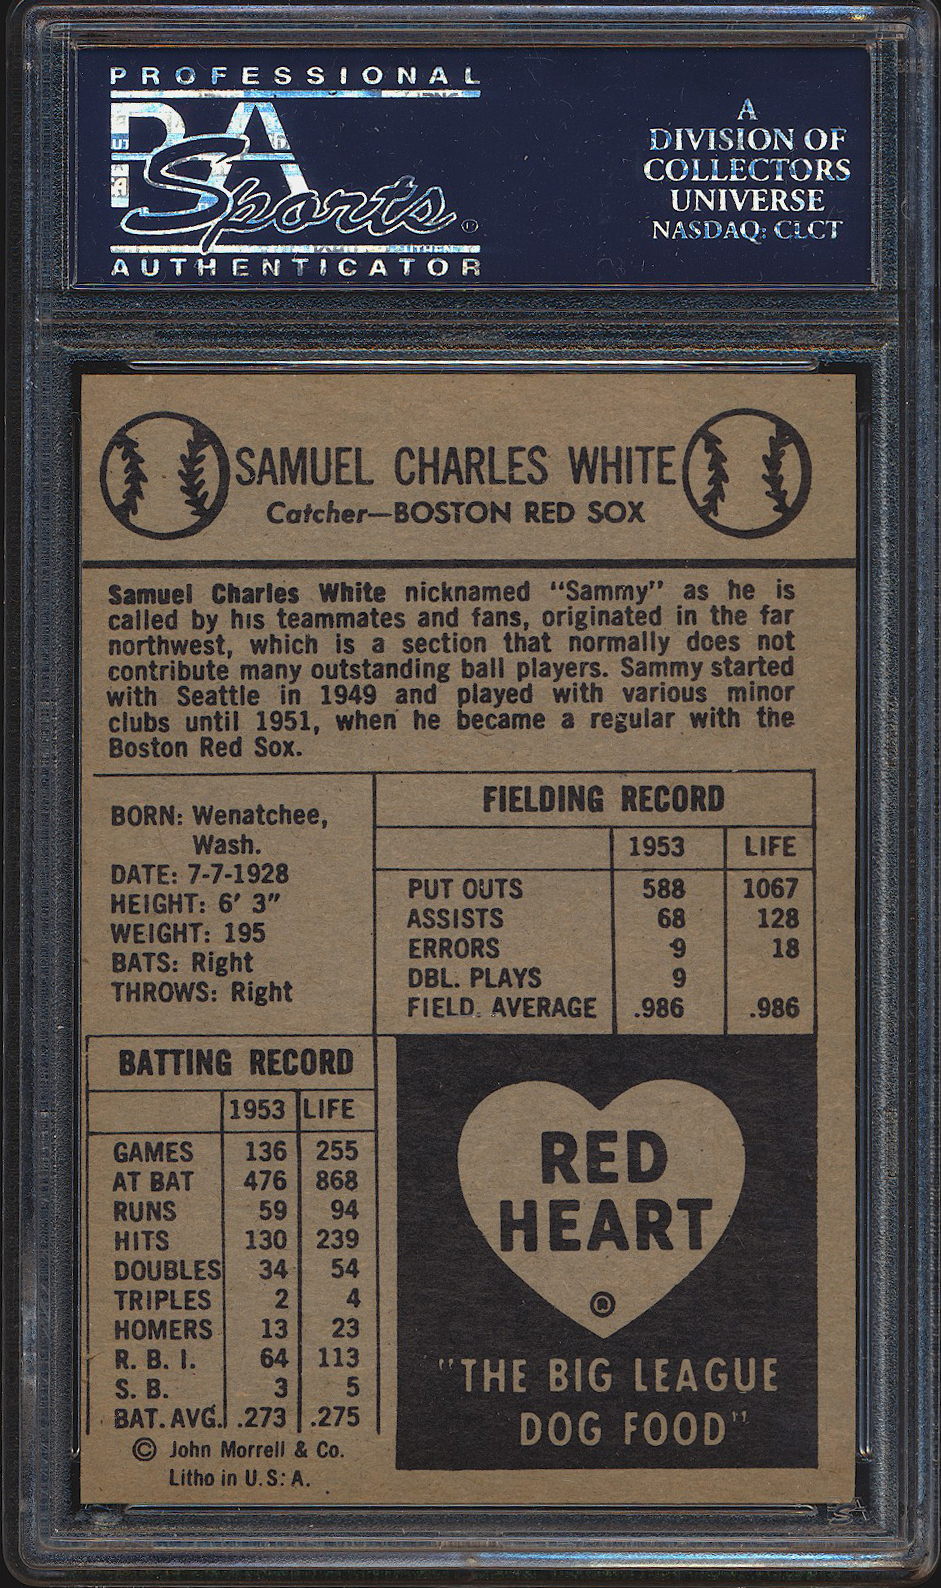 PROFESSIONAL
PSA
Sports
AUTHENTICATOR
A
DIVISION OF
COLLECTORS
UNIVERSE
NASDAQ: CLCT
SAMUEL CHARLES WHITE
Catcher—BOSTON RED SOX
Samuel Charles White nicknamed "Sammy" as he is
called by his teammates and fans, originated in the far
northwest, which is a section that normally does not
contribute many outstanding ball players. Sammy started
with Seattle in 1949 and played with various minor
clubs until 1951, when he became a regular with the
Boston Red Sox.
BORN: Wenatchee,
Wash.
DATE: 7-7-1928
HEIGHT: 6' 3"
WEIGHT: 195
BATS: Right
THROWS: Right
FIELDING RECORD
1953 LIFE
PUT OUTS 588 1067
ASSISTS 68 128
ERRORS 9 18
DBL. PLAYS 9
FIELD. AVERAGE .986 .986
BATTING RECORD
1953 LIFE
GAMES 136 255
AT BAT 476 868
RUNS 59 94
HITS 130 239
DOUBLES 34 54
TRIPLES 2 4
HOMERS 13 23
R. B. I. 64 113
S. B. 3 5
BAT. AVG. .273 .275
© John Morrell & Co.
Litho in U. S. A.
RED
HEART
®
"THE BIG LEAGUE
DOG FOOD"